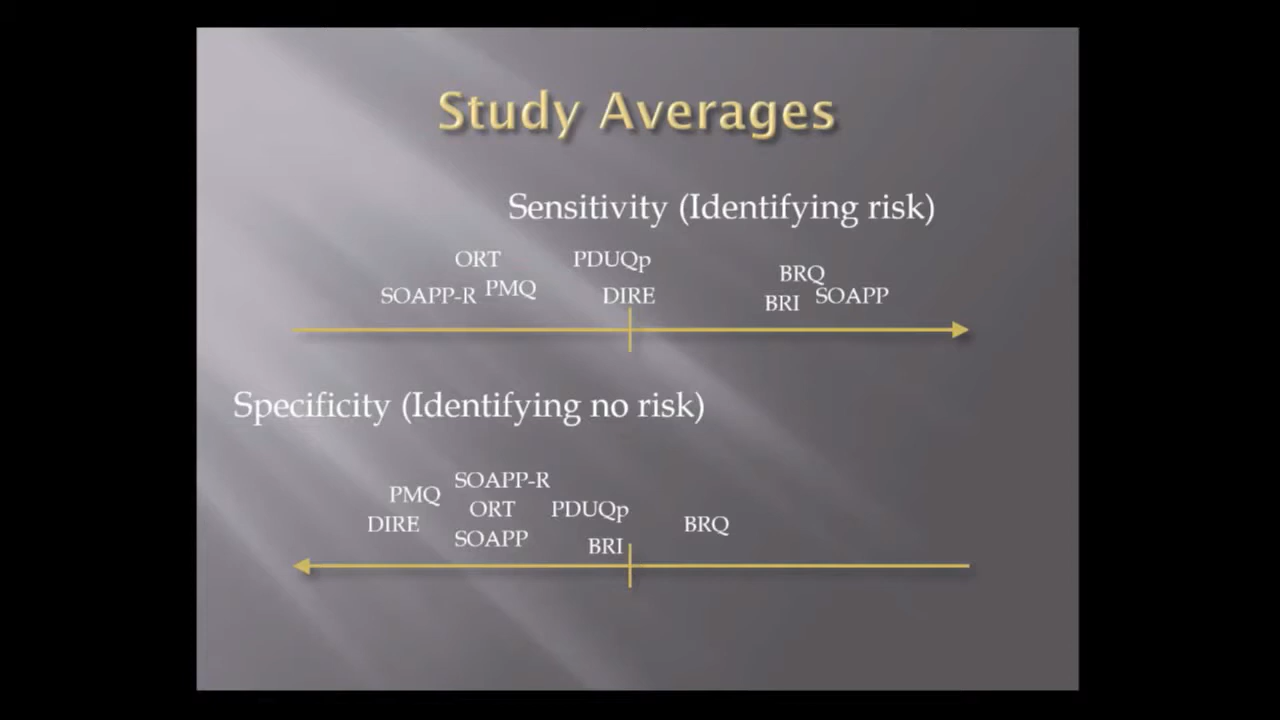 Study Averages
Sensitivity (Identifying risk)
ORT PDUQp BRQ
SOAPP-R PMQ DIRE BRI SOAPP
Specificity (Identifying no risk)
SOAPP-R
PMQ ORT PDUQp
DIRE SOAPP BRI BRQ